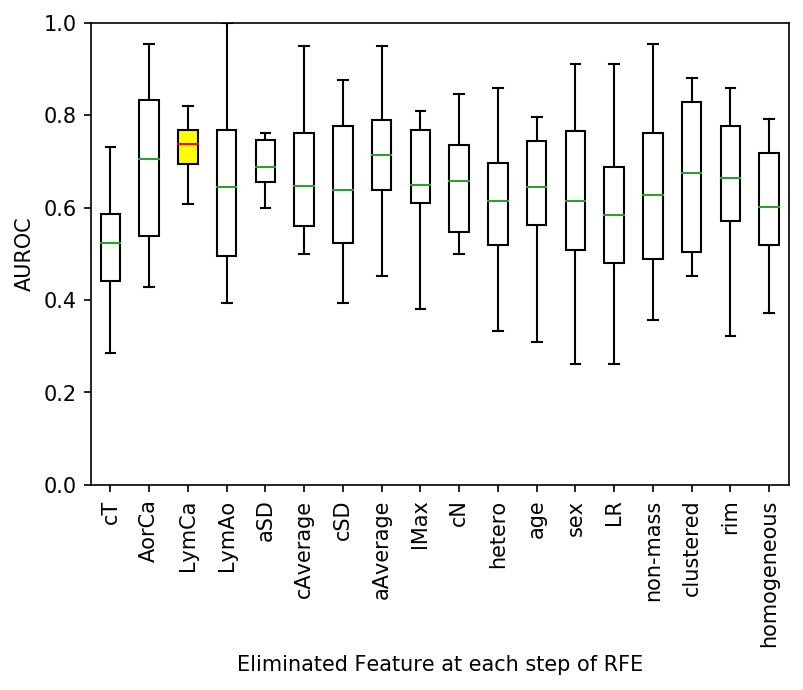 1.0
0.8
0.6
0.4
0.2
0.0
AUROC
cT
AorCa
LymCa
LymAo
aSD
cAverage
cSD
aAverage
lMax
cN
hetero
age
sex
LR
non-mass
clustered
rim
homogeneous
Eliminated Feature at each step of RFE